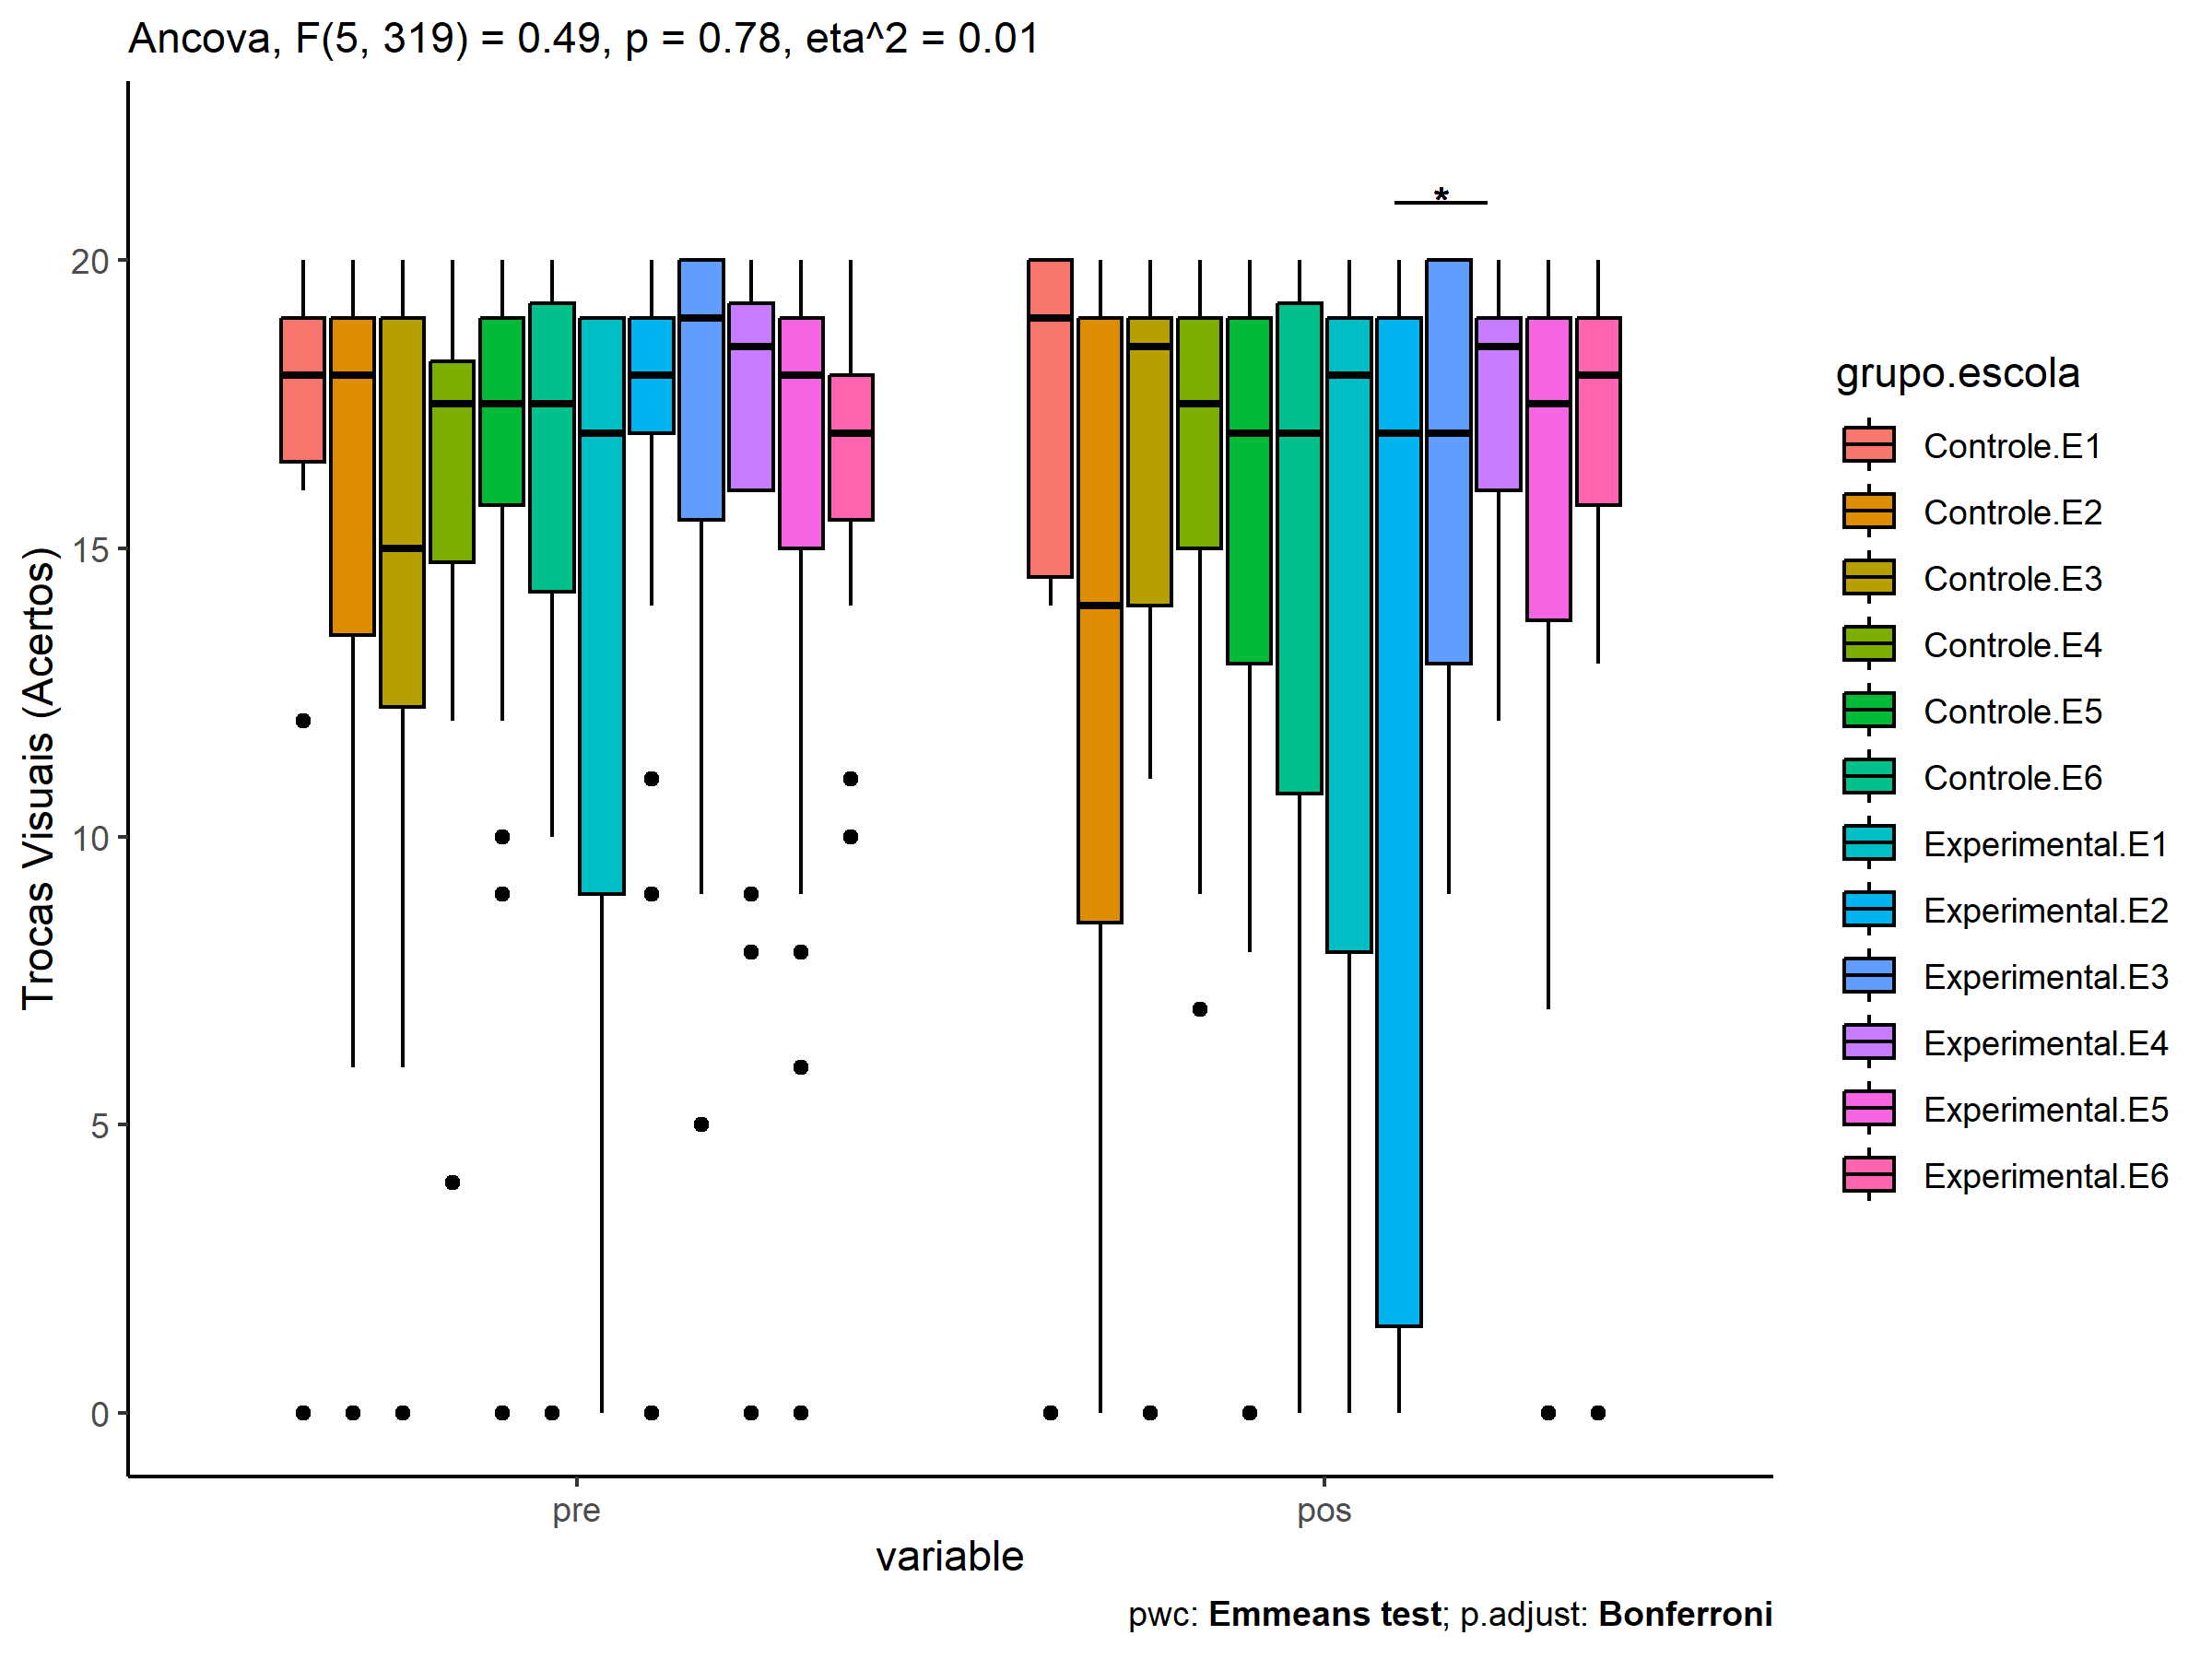 Ancova, F(5, 319) = 0.49, p = 0.78, eta^2 = 0.01
Trocas Visuais (Acertos)
20
15
10
5
0
*
pre
pos
variable
pwc: Emmeans test; p.adjust: Bonferroni
grupo.escola
Controle.E1
Controle.E2
Controle.E3
Controle.E4
Controle.E5
Controle.E6
Experimental.E1
Experimental.E2
Experimental.E3
Experimental.E4
Experimental.E5
Experimental.E6